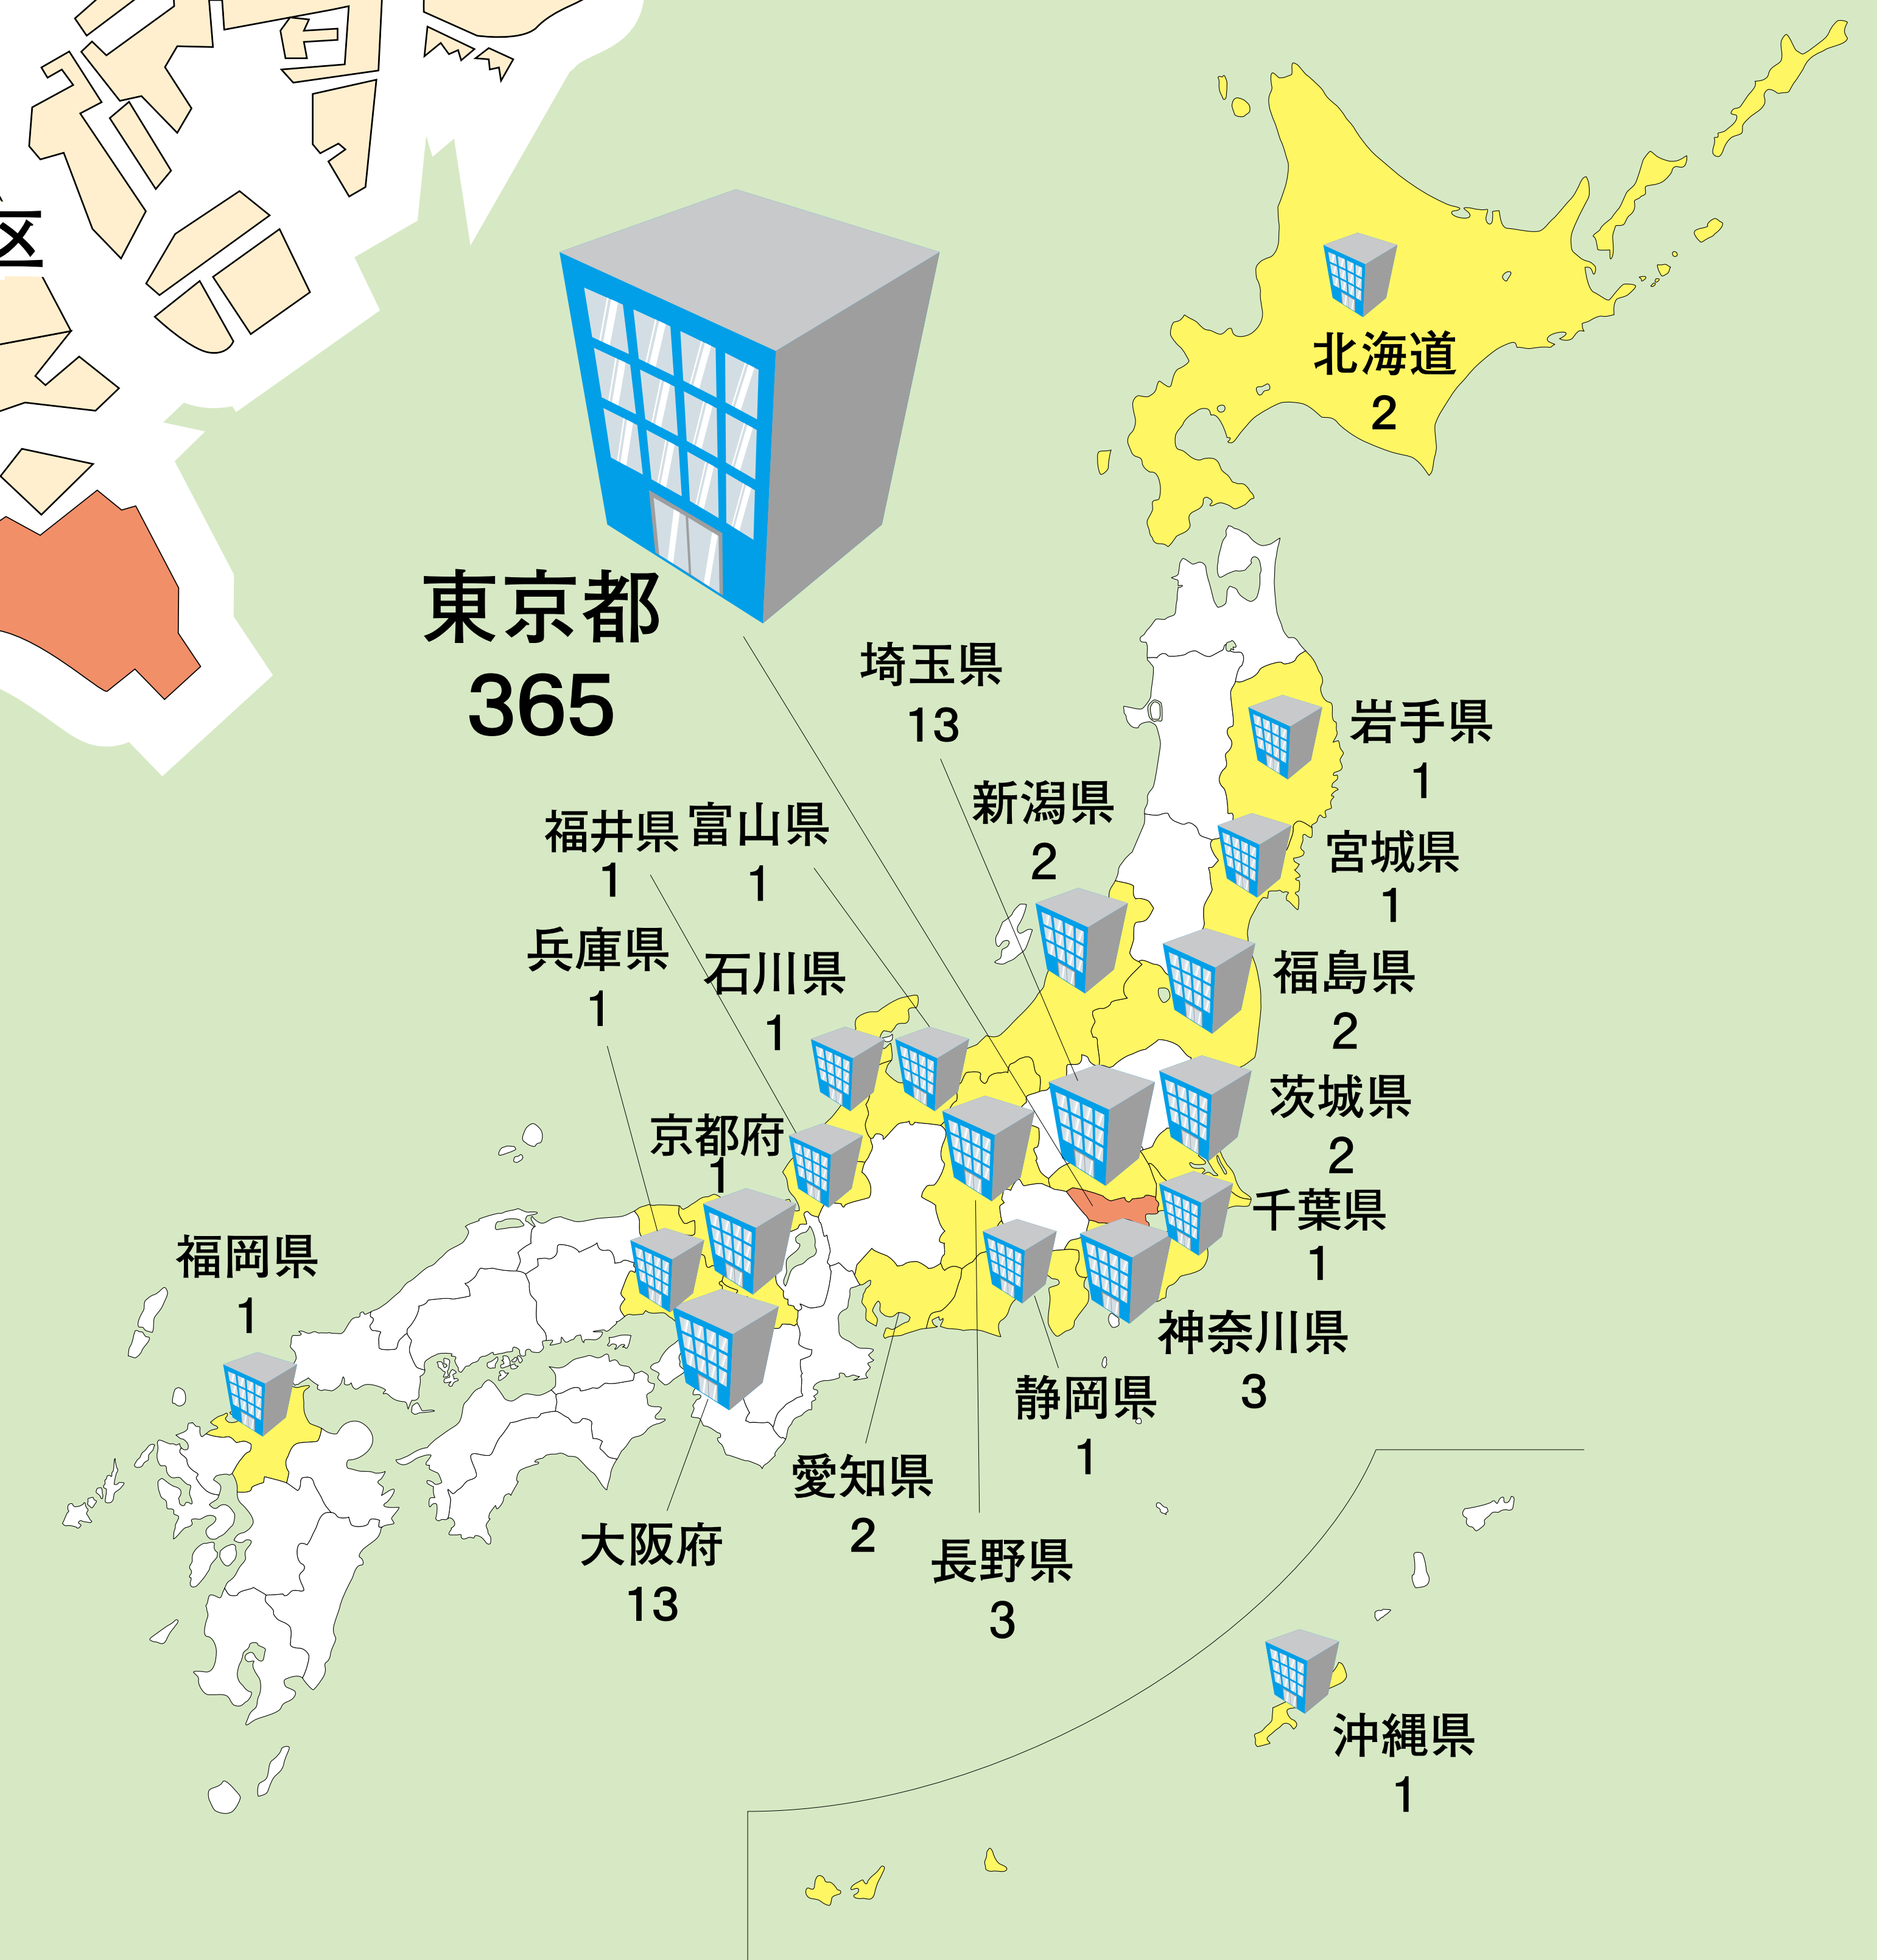 区
北海道
2
東京都
365
埼玉県
13
岩手県
1
新潟県
2
福井県
1
富山県
1
宮城県
1
兵庫県
1
石川県
1
福島県
2
茨城県
2
京都府
1
千葉県
1
福岡県
1
神奈川県
3
静岡県
1
愛知県
2
大阪府
13
長野県
3
沖縄県
1